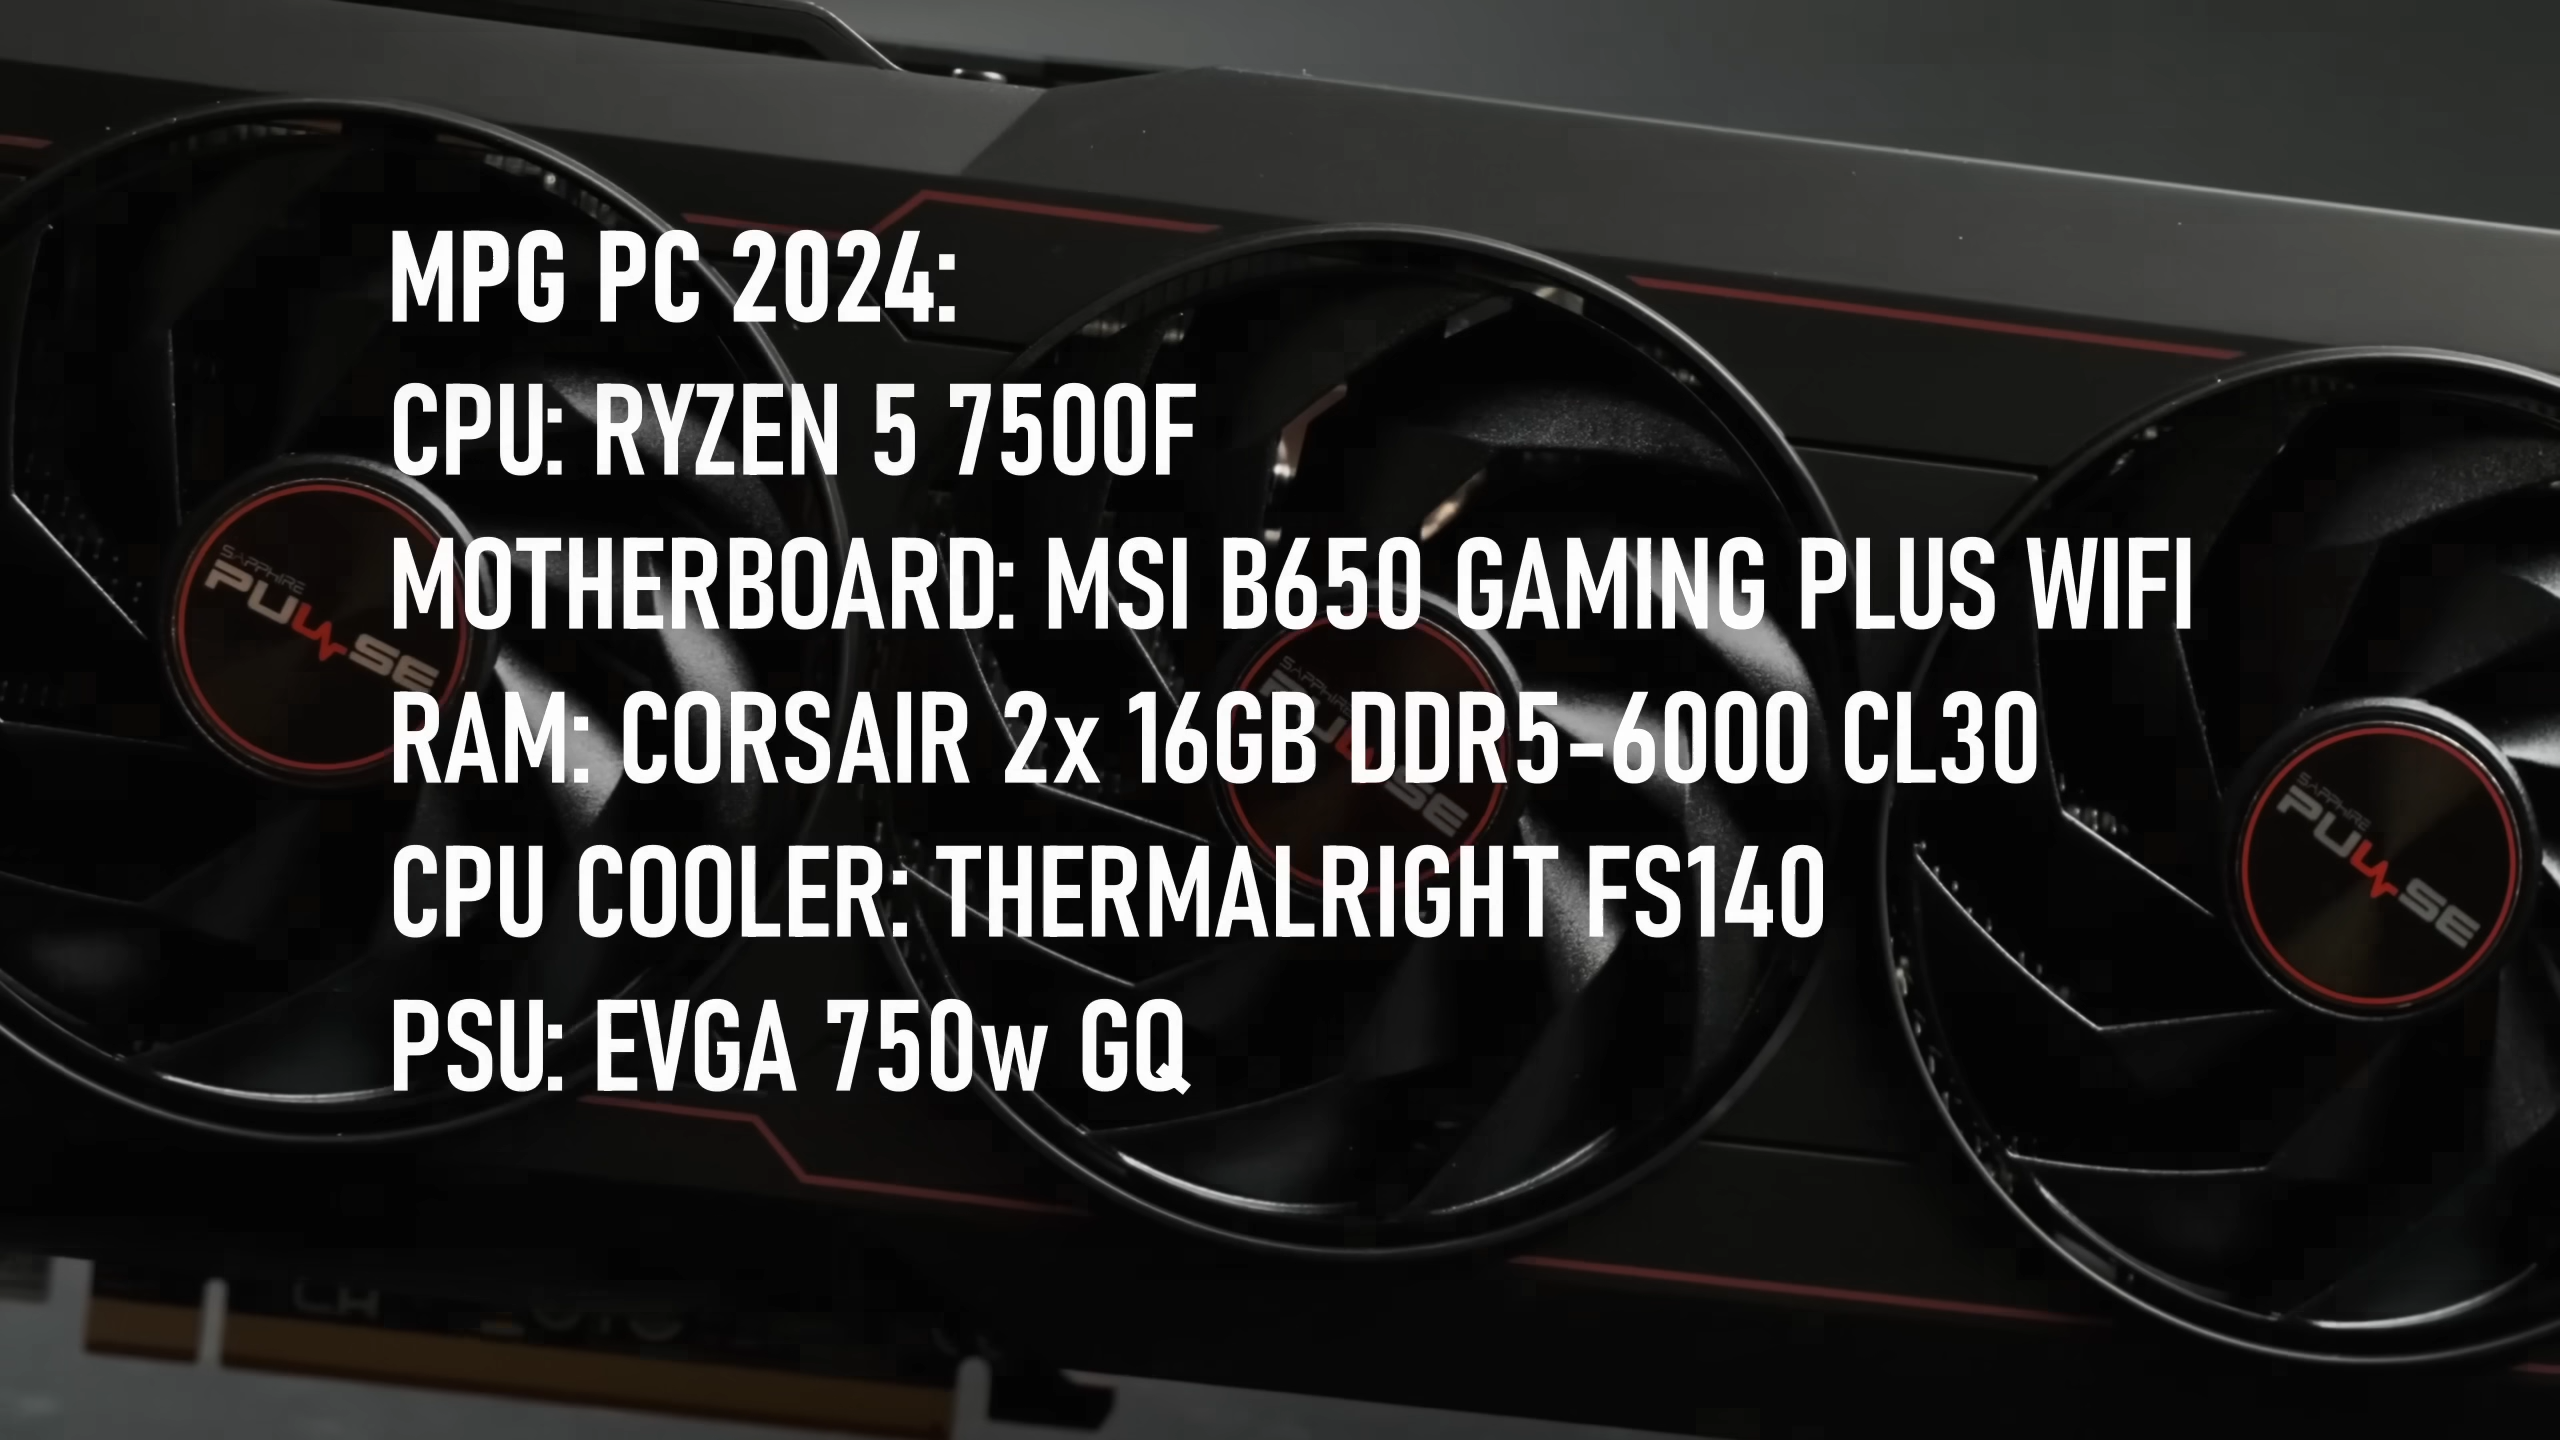 MPG PC 2024:
CPU: RYZEN 5 7500F
MOTHERBOARD: MSI B650 GAMING PLUS WIFI
RAM: CORSAIR 2x 16GB DDR5-6000 CL30
CPU COOLER: THERMALRIGHT FS140
PSU: EVGA 750w GQ
SAPPHIRE
PULSE
SAPPHIRE
PULSE
SAPPHIRE
PULSE